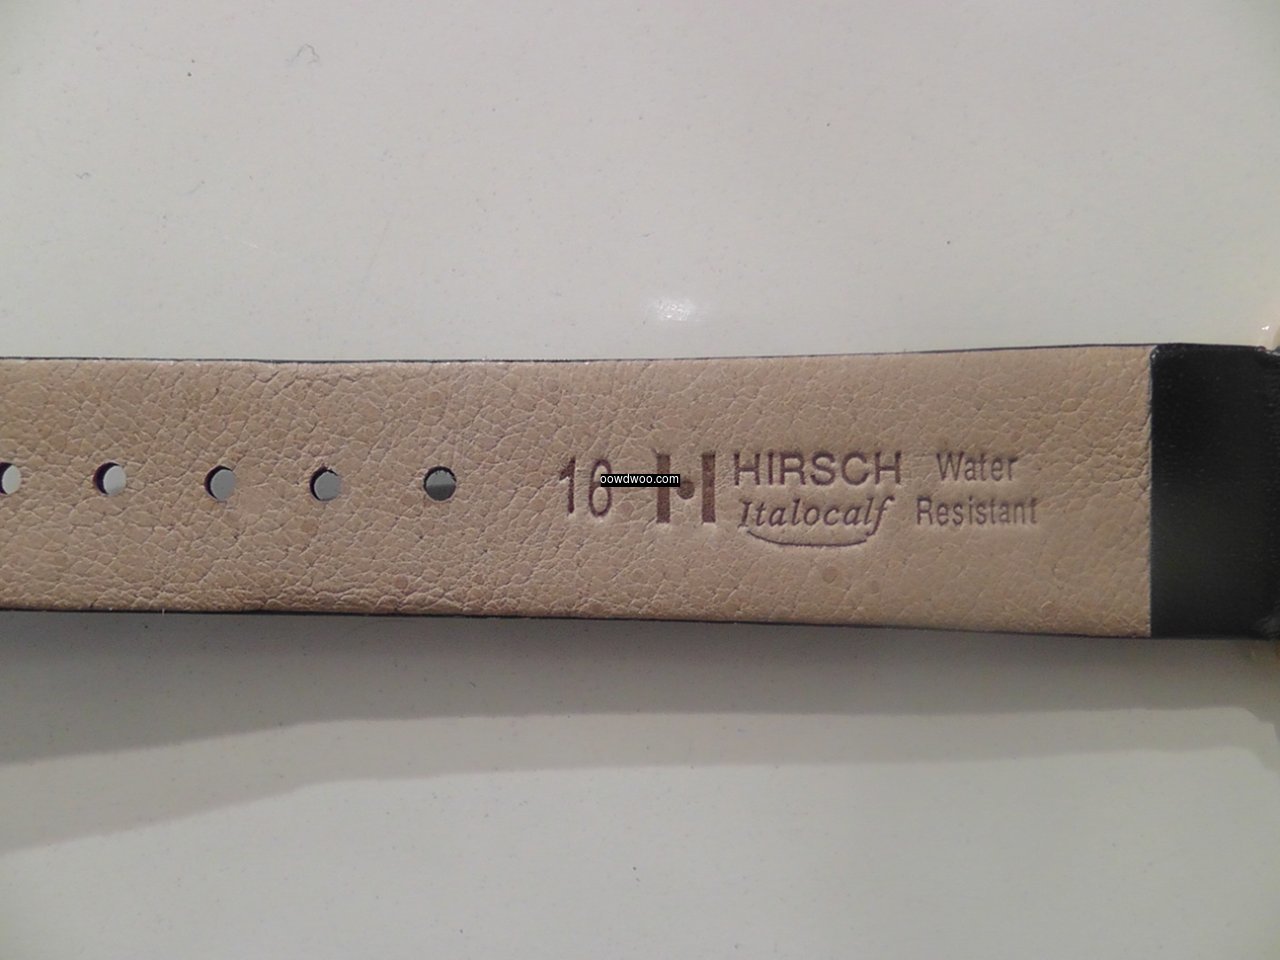 16 H HIRSCH Water
Italocalf Resistant
oowdwoo.com